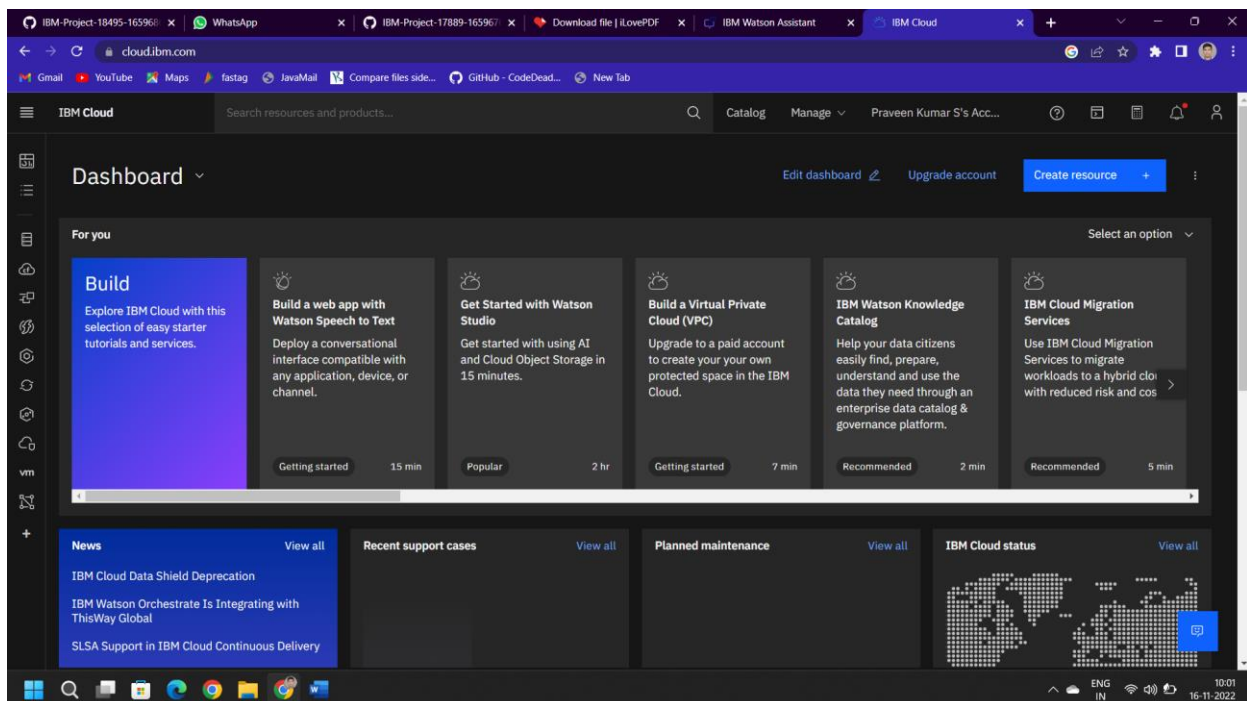 IBM-Project-18495-165968
WhatsApp
IBM-Project-17889-165967
Download file | iLovePDF
IBM Watson Assistant
IBM Cloud
cloud.ibm.com
Gmail
YouTube
Maps
fastag
JavaMail
Compare files side...
GitHub - CodeDead...
New Tab
IBM Cloud
Search resources and products...
Catalog
Manage
Praveen Kumar S's Acc...
Dashboard
Edit dashboard
Upgrade account
Create resource +
For you
Select an option
Build
Explore IBM Cloud with this
selection of easy starter
tutorials and services.
Build a web app with
Watson Speech to Text
Deploy a conversational
interface compatible with
any application, device, or
channel.
Getting started 15 min
Get Started with Watson
Studio
Get started with using AI
and Cloud Object Storage in
15 minutes.
Popular 2 hr
Build a Virtual Private
Cloud (VPC)
Upgrade to a paid account
to create your your own
protected space in the IBM
Cloud.
Getting started 7 min
IBM Watson Knowledge
Catalog
Help your data citizens
easily find, prepare,
understand and use the
data they need through an
enterprise data catalog &
governance platform.
Recommended 2 min
IBM Cloud Migration
Services
Use IBM Cloud Migration
Services to migrate
workloads to a hybrid clo
with reduced risk and cos
Recommended 5 min
vm
News View all
IBM Cloud Data Shield Deprecation
IBM Watson Orchestrate Is Integrating with
ThisWay Global
SLSA Support in IBM Cloud Continuous Delivery
Recent support cases View all
Planned maintenance View all
IBM Cloud status View all
ENG
IN
10:01
16-11-2022